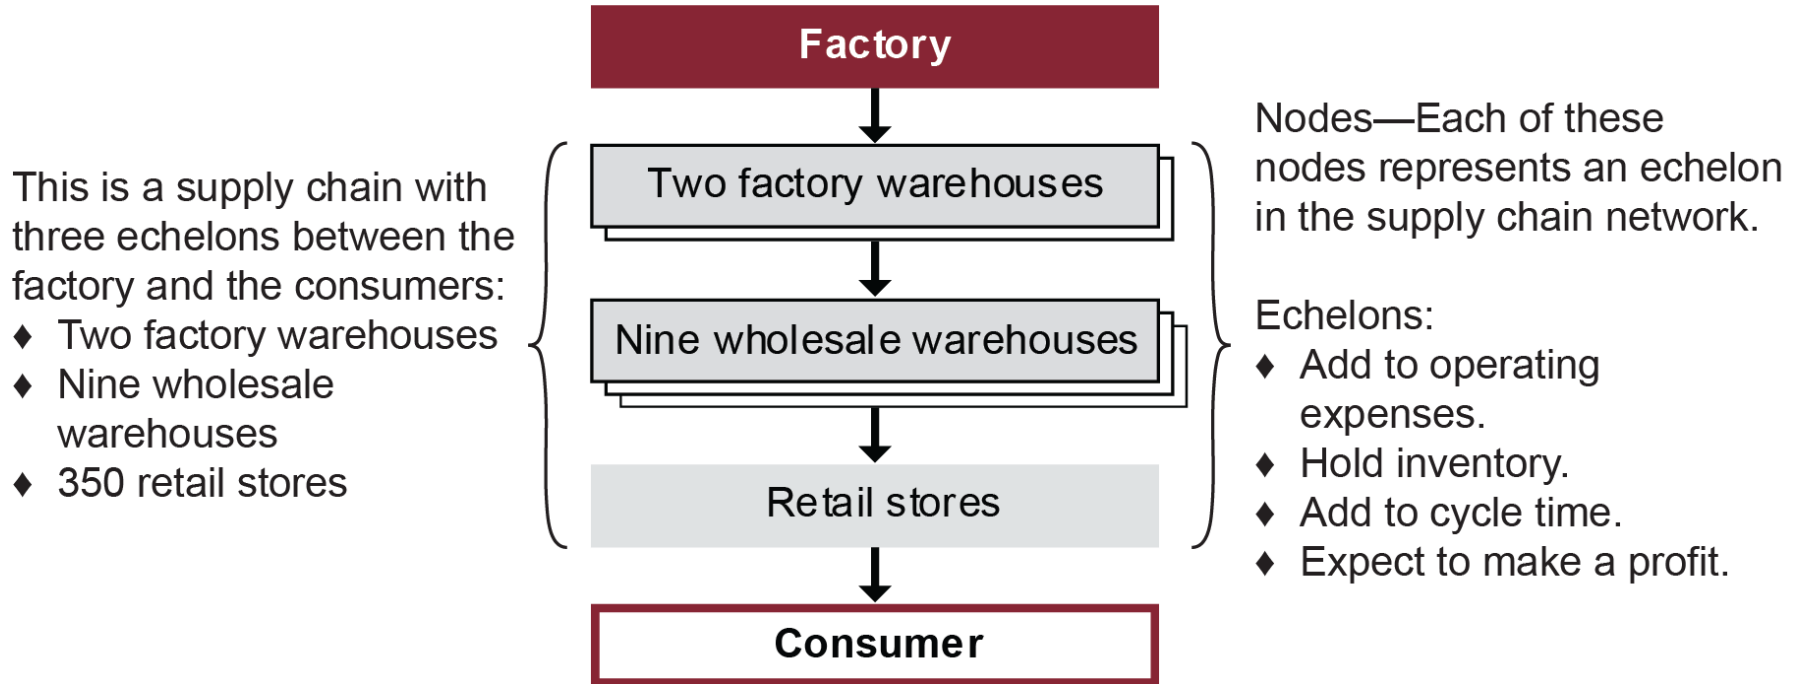 Factory
This is a supply chain with
three echelons between the
factory and the consumers:
♦ Two factory warehouses
♦ Nine wholesale
warehouses
♦ 350 retail stores
Two factory warehouses
Nine wholesale warehouses
Retail stores
Consumer
Nodes—Each of these
nodes represents an echelon
in the supply chain network.
Echelons:
♦ Add to operating
expenses.
♦ Hold inventory.
♦ Add to cycle time.
♦ Expect to make a profit.